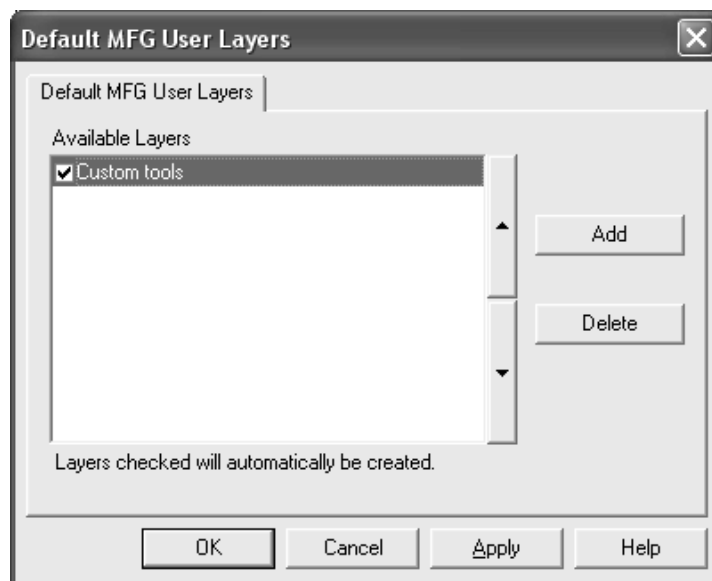 Default MFG User Layers
Default MFG User Layers
Available Layers
Custom tools
Add
Delete
Layers checked will automatically be created.
OK Cancel Apply Help